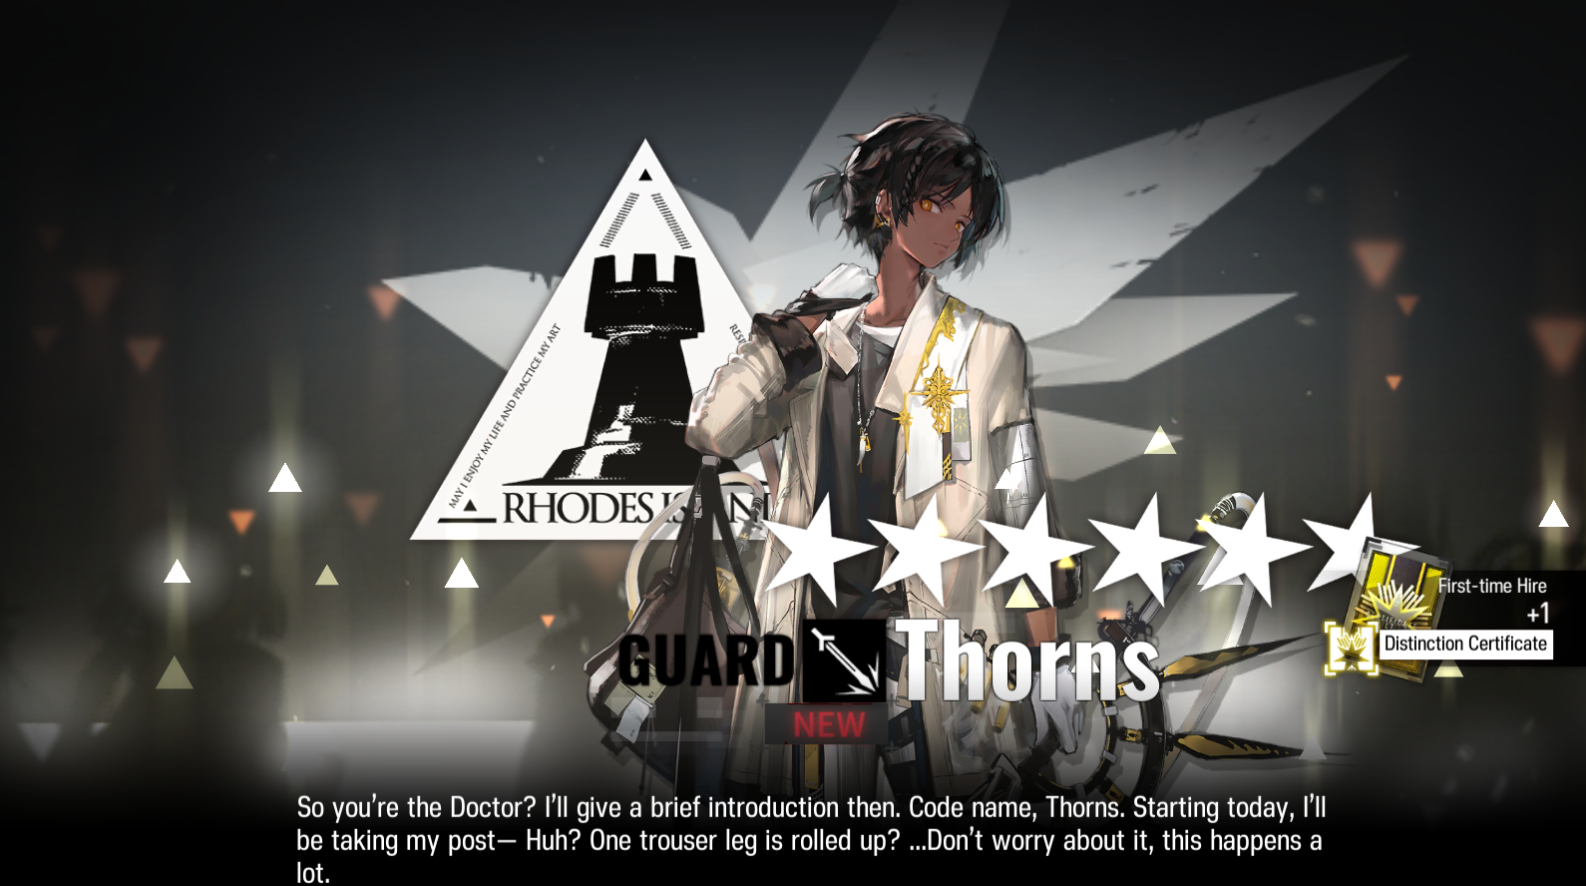 MAY I ENJOY MY LIFE AND PRACTICE MY ART
RHODES
First-time Hire
+1
Distinction Certificate
GUARD
Thorns
NEW
So you're the Doctor? I'll give a brief introduction then. Code name, Thorns. Starting today, I'll
be taking my post— Huh? One trouser leg is rolled up? ...Don't worry about it, this happens a
lot.